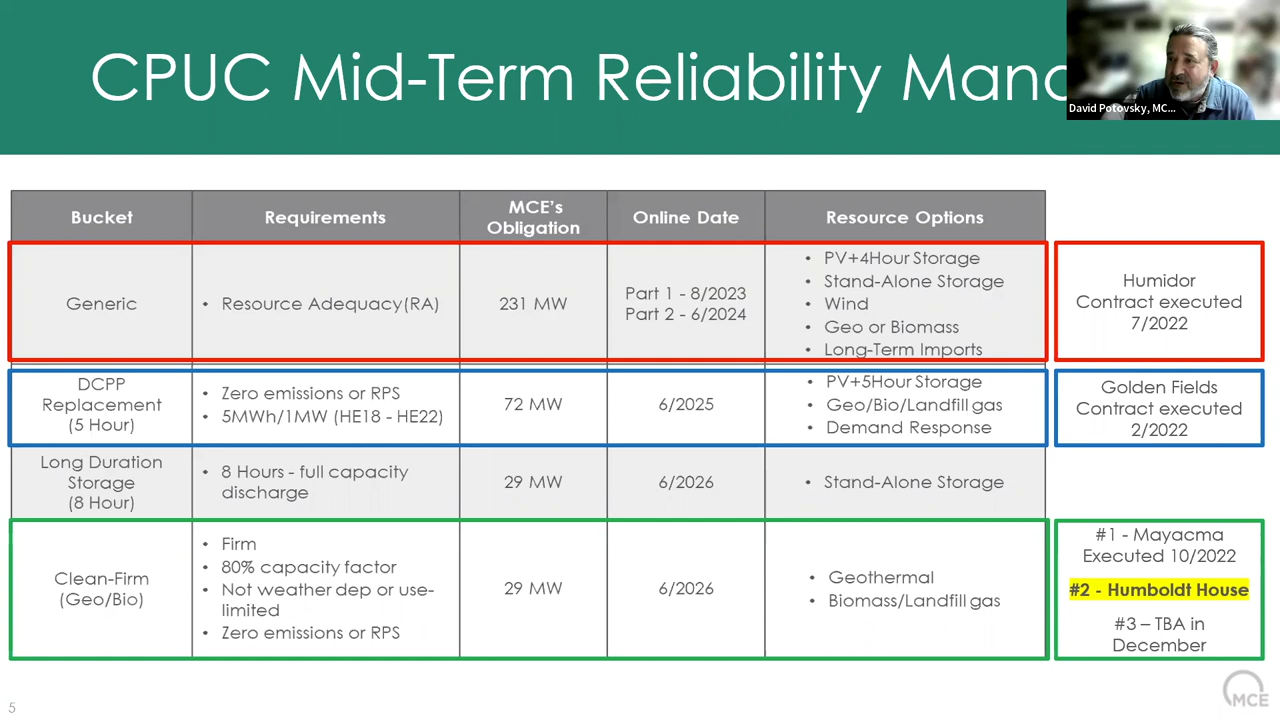 CPUC Mid-Term Reliability Mand
David Potovsky, MC...
Bucket
Requirements
MCE's
Obligation
Online Date
Resource Options
Generic
• Resource Adequacy(RA)
231 MW
Part 1 - 8/2023
Part 2 - 6/2024
• PV+4Hour Storage
• Stand-Alone Storage
• Wind
• Geo or Biomass
• Long-Term Imports
Humidor
Contract executed
7/2022
DCPP
Replacement
(5 Hour)
• Zero emissions or RPS
• 5MWh/1MW (HE18 - HE22)
72 MW
6/2025
• PV+5Hour Storage
• Geo/Bio/Landfill gas
• Demand Response
Golden Fields
Contract executed
2/2022
Long Duration
Storage
(8 Hour)
• 8 Hours - full capacity
discharge
29 MW
6/2026
• Stand-Alone Storage
Clean-Firm
(Geo/Bio)
• Firm
• 80% capacity factor
• Not weather dep or use-
limited
• Zero emissions or RPS
29 MW
6/2026
• Geothermal
• Biomass/Landfill gas
#1 - Mayacma
Executed 10/2022
#2 - Humboldt House
#3 – TBA in
December
5
MCE